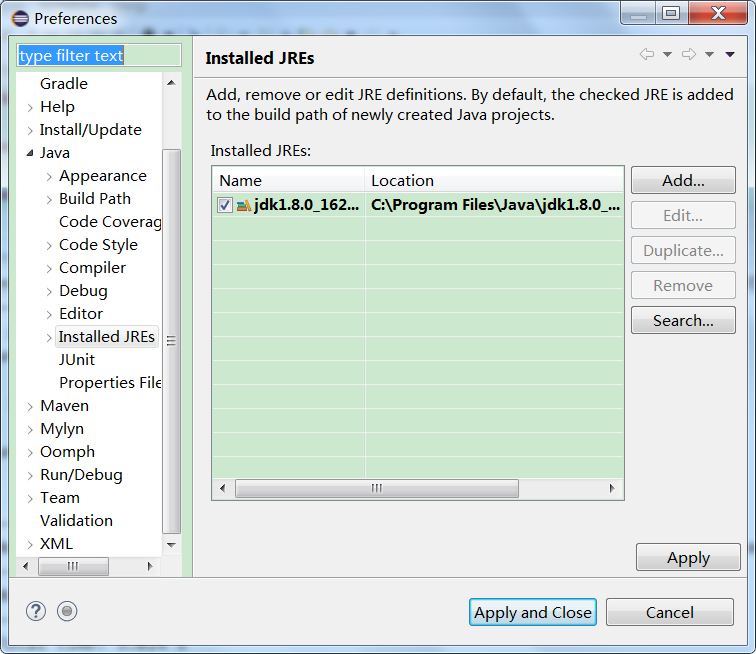 Preferences
type filter text
Gradle
Help
Install/Update
Java
Appearance
Build Path
Code Coverag
Code Style
Compiler
Debug
Editor
Installed JREs
JUnit
Properties File
Maven
Mylyn
Oomph
Run/Debug
Team
Validation
XML
Installed JREs
Add, remove or edit JRE definitions. By default, the checked JRE is added
to the build path of newly created Java projects.
Installed JREs:
Name Location
jdk1.8.0_162... C:\Program Files\Java\jdk1.8.0_...
Add...
Edit...
Duplicate...
Remove
Search...
Apply
?
Apply and Close Cancel